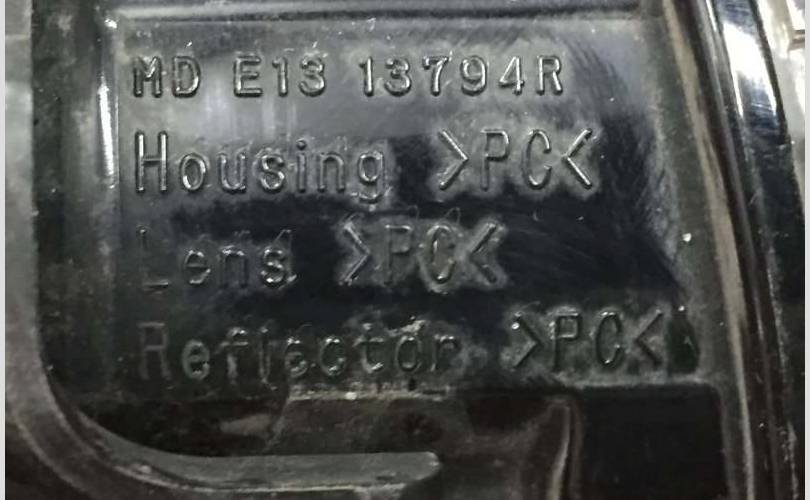 MD E13 13794R
Housing >PC<
Lens >PC<
Reflector >PC<